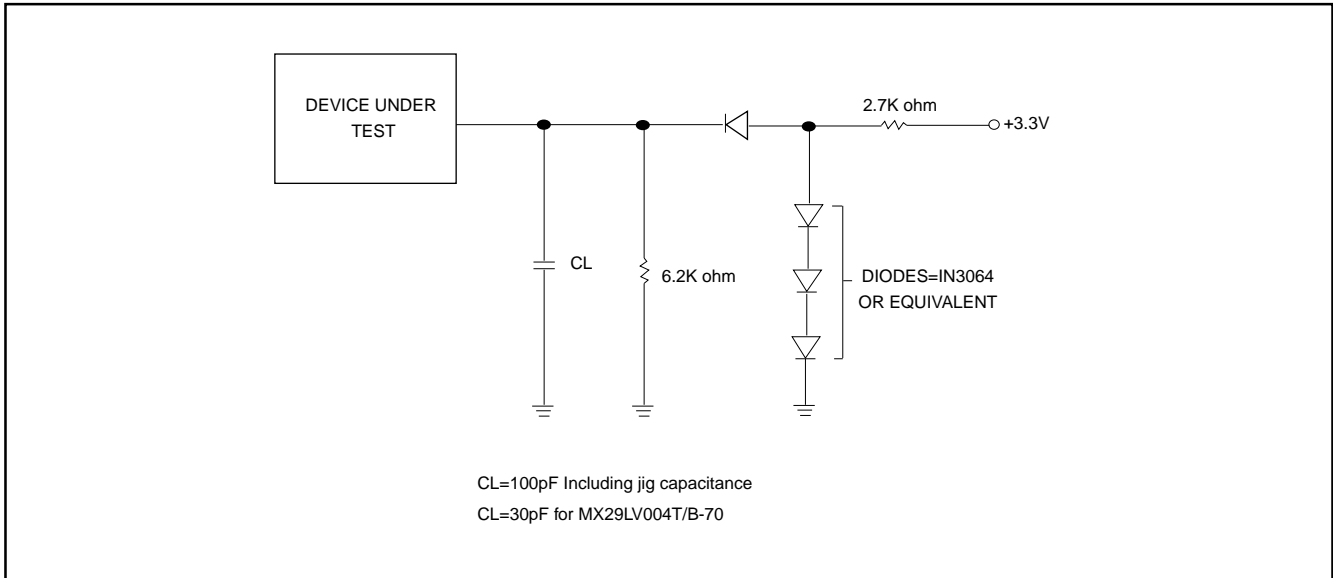 DEVICE UNDER
TEST
2.7K ohm
+3.3V
CL
6.2K ohm
DIODES=IN3064
OR EQUIVALENT
CL=100pF Including jig capacitance
CL=30pF for MX29LV004T/B-70